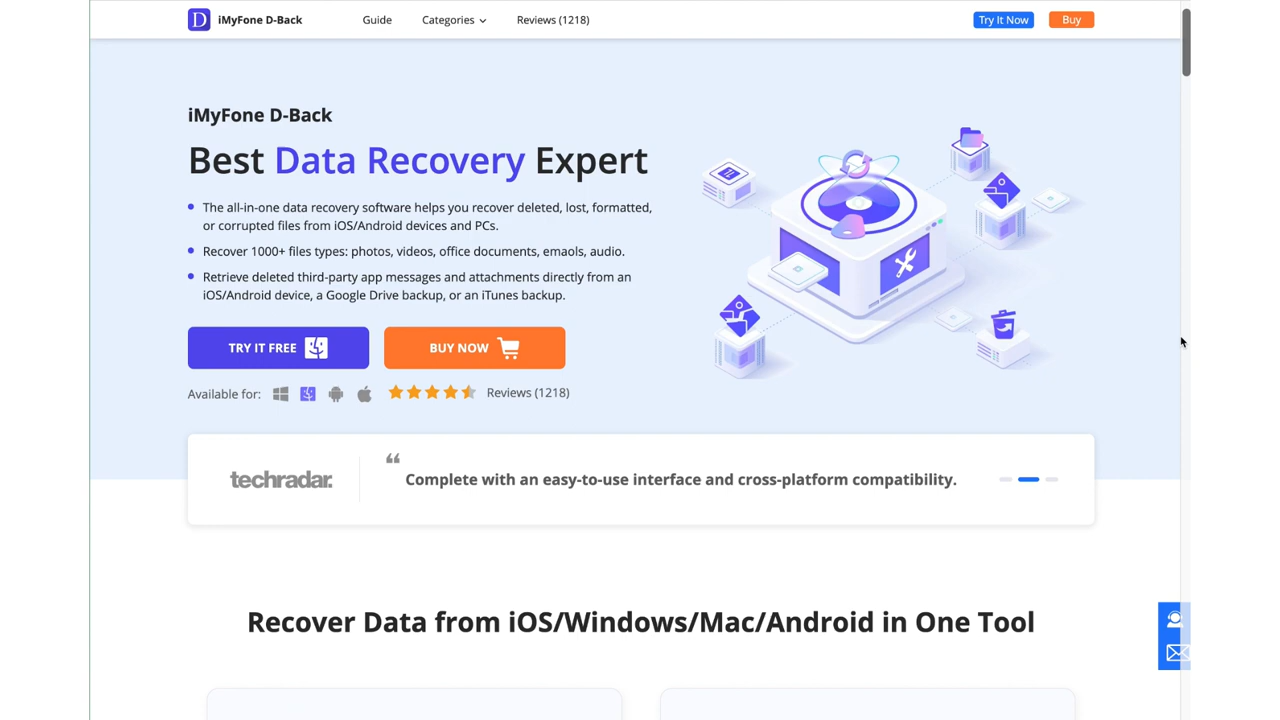 D iMyFone D-Back Guide Categories Reviews (1218) Try It Now Buy
iMyFone D-Back
Best Data Recovery Expert
The all-in-one data recovery software helps you recover deleted, lost, formatted,
or corrupted files from iOS/Android devices and PCs.
Recover 1000+ files types: photos, videos, office documents, emaols, audio.
Retrieve deleted third-party app messages and attachments directly from an
iOS/Android device, a Google Drive backup, or an iTunes backup.
TRY IT FREE BUY NOW
Available for: Reviews (1218)
techradar. “ Complete with an easy-to-use interface and cross-platform compatibility.
Recover Data from iOS/Windows/Mac/Android in One Tool